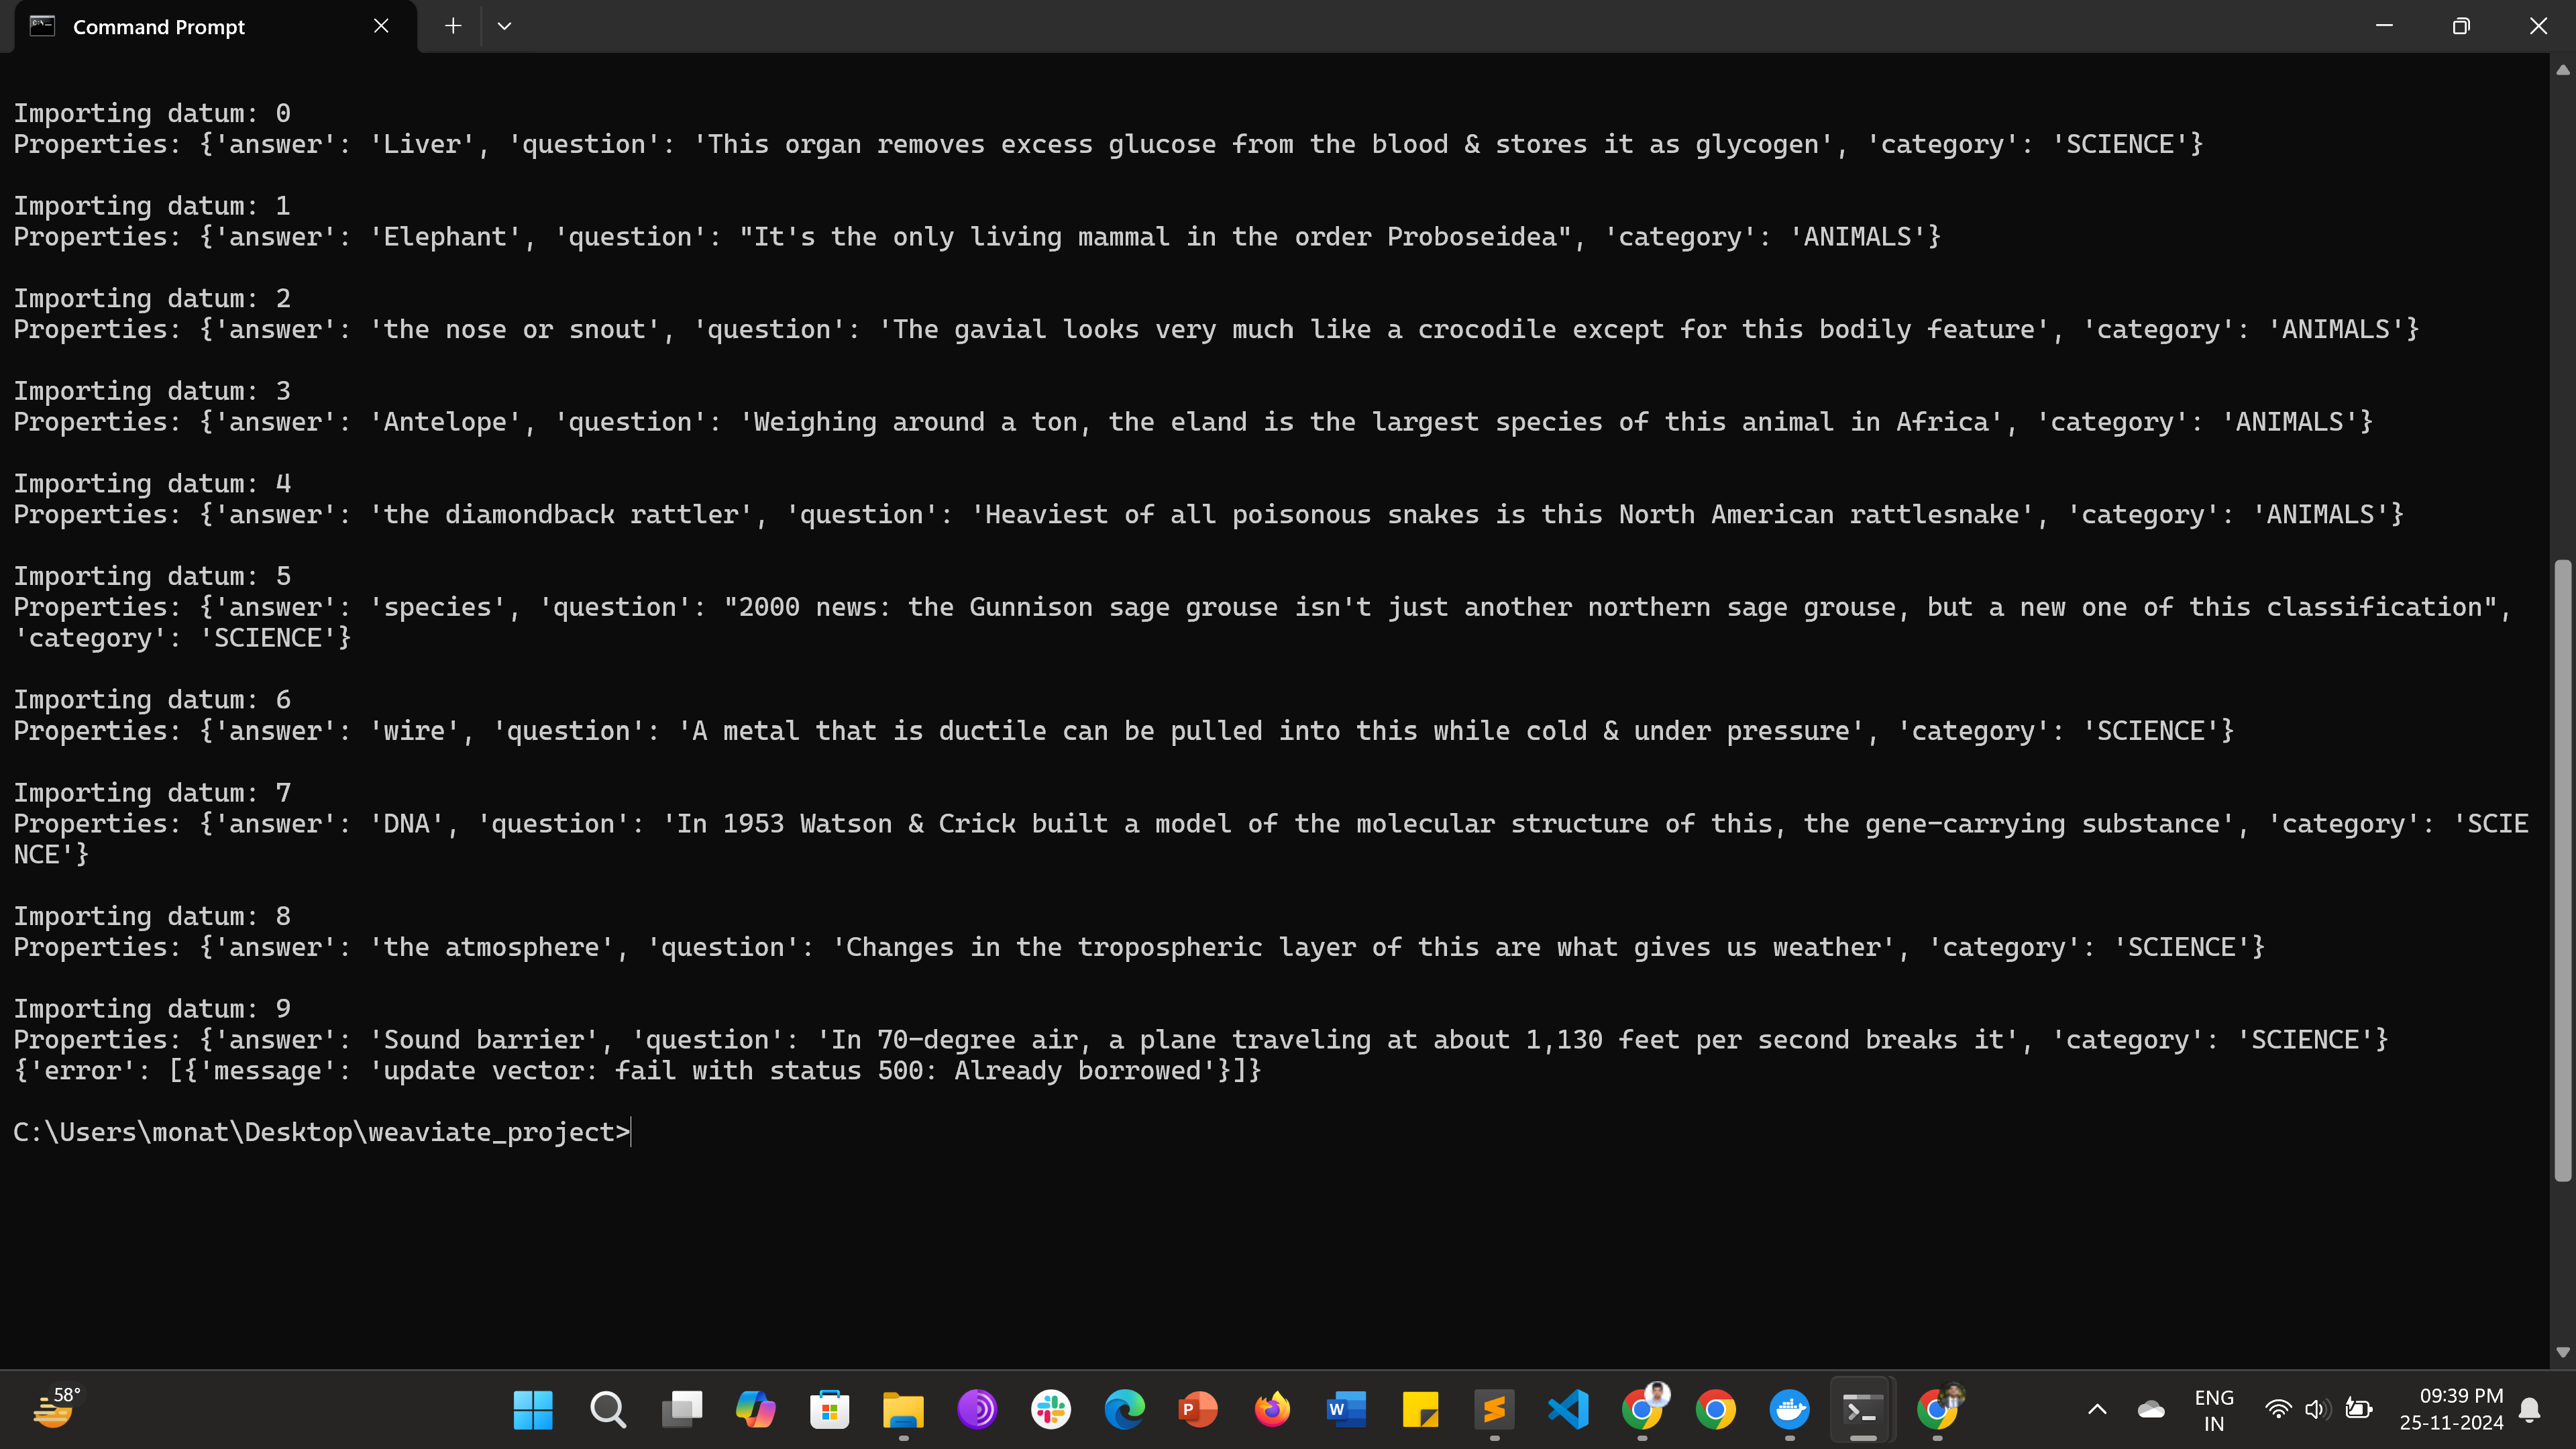 Command Prompt
Importing datum: 0
Properties: {'answer': 'Liver', 'question': 'This organ removes excess glucose from the blood & stores it as glycogen', 'category': 'SCIENCE'}
Importing datum: 1
Properties: {'answer': 'Elephant', 'question': "It's the only living mammal in the order Proboseidea", 'category': 'ANIMALS'}
Importing datum: 2
Properties: {'answer': 'the nose or snout', 'question': 'The gavial looks very much like a crocodile except for this bodily feature', 'category': 'ANIMALS'}
Importing datum: 3
Properties: {'answer': 'Antelope', 'question': 'Weighing around a ton, the eland is the largest species of this animal in Africa', 'category': 'ANIMALS'}
Importing datum: 4
Properties: {'answer': 'the diamondback rattler', 'question': 'Heaviest of all poisonous snakes is this North American rattlesnake', 'category': 'ANIMALS'}
Importing datum: 5
Properties: {'answer': 'species', 'question': "2000 news: the Gunnison sage grouse isn't just another northern sage grouse, but a new one of this classification",
'category': 'SCIENCE'}
Importing datum: 6
Properties: {'answer': 'wire', 'question': 'A metal that is ductile can be pulled into this while cold & under pressure', 'category': 'SCIENCE'}
Importing datum: 7
Properties: {'answer': 'DNA', 'question': 'In 1953 Watson & Crick built a model of the molecular structure of this, the gene-carrying substance', 'category': 'SCIE
NCE'}
Importing datum: 8
Properties: {'answer': 'the atmosphere', 'question': 'Changes in the tropospheric layer of this are what gives us weather', 'category': 'SCIENCE'}
Importing datum: 9
Properties: {'answer': 'Sound barrier', 'question': 'In 70-degree air, a plane traveling at about 1,130 feet per second breaks it', 'category': 'SCIENCE'}
{'error': [{'message': 'update vector: fail with status 500: Already borrowed'}]}
C:\Users\monat\Desktop\weaviate_project>
58°
ENG
IN
09:39 PM
25-11-2024